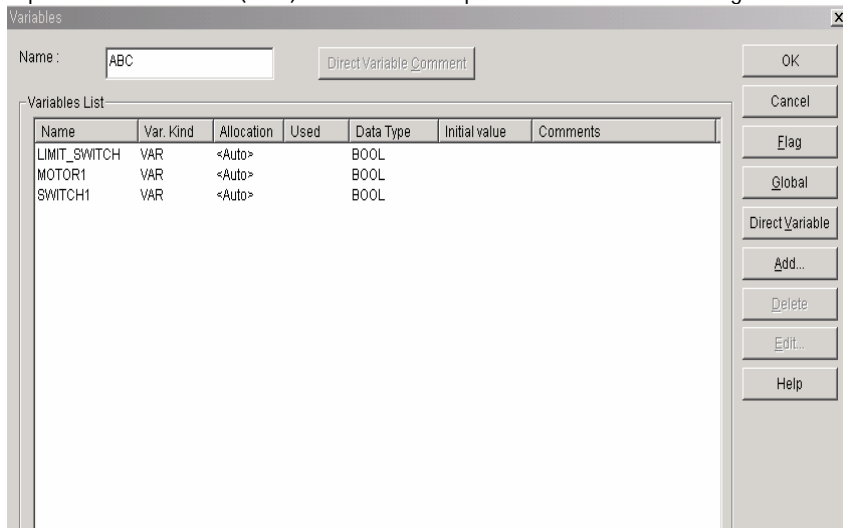 Variables x
Name : ABC Direct Variable Comment
OK
Cancel
Flag
Global
Direct Variable
Add...
Delete
Edit...
Help
Variables List
Name Var. Kind Allocation Used Data Type Initial value Comments
LIMIT_SWITCH VAR <Auto> BOOL
MOTOR1 VAR <Auto> BOOL
SWITCH1 VAR <Auto> BOOL